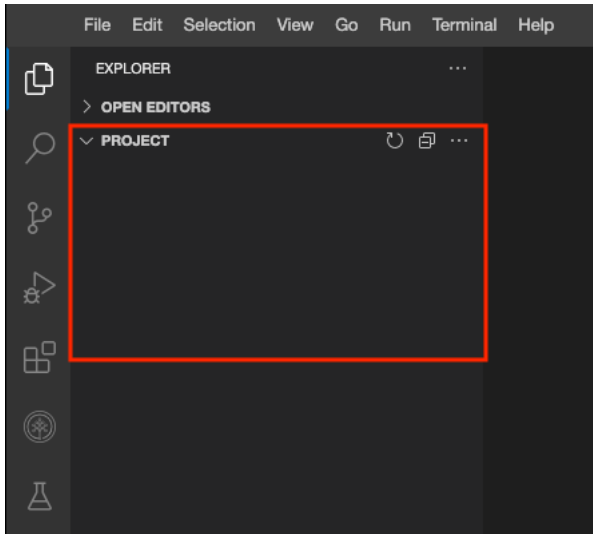 File Edit Selection View Go Run Terminal Help
EXPLORER
OPEN EDITORS
PROJECT